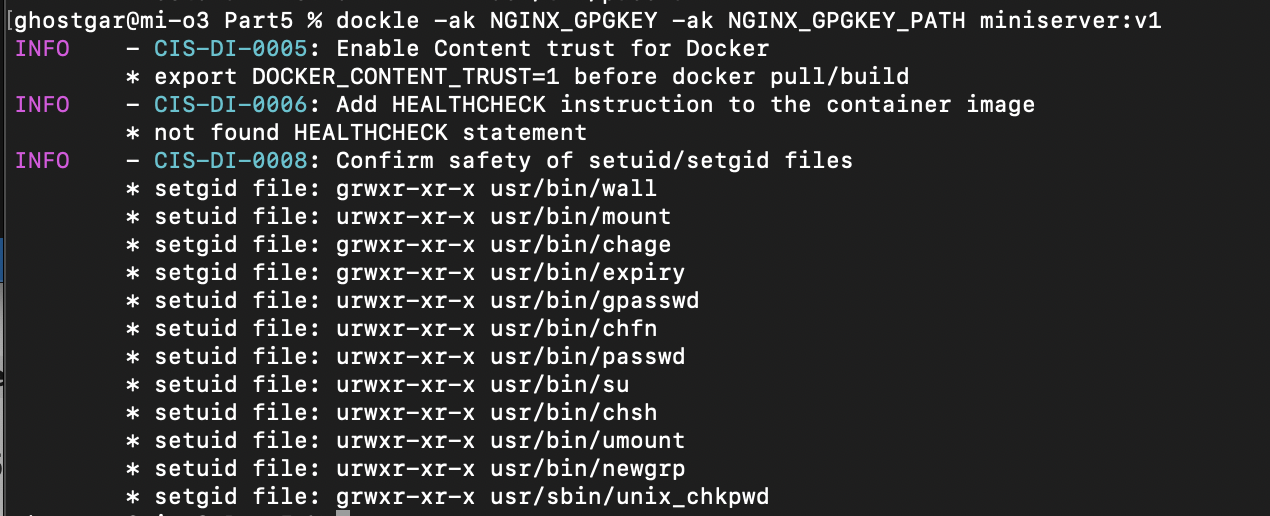 [ghostgar@mi-o3 Part5 % dockle -ak NGINX_GPGKEY -ak NGINX_GPGKEY_PATH miniserver:v1
INFO - CIS-DI-0005: Enable Content trust for Docker
* export DOCKER_CONTENT_TRUST=1 before docker pull/build
INFO - CIS-DI-0006: Add HEALTHCHECK instruction to the container image
* not found HEALTHCHECK statement
INFO - CIS-DI-0008: Confirm safety of setuid/setgid files
* setgid file: grwxr-xr-x usr/bin/wall
* setuid file: urwxr-xr-x usr/bin/mount
* setgid file: grwxr-xr-x usr/bin/chage
* setgid file: grwxr-xr-x usr/bin/expiry
* setuid file: urwxr-xr-x usr/bin/gpasswd
* setuid file: urwxr-xr-x usr/bin/chfn
* setuid file: urwxr-xr-x usr/bin/passwd
* setuid file: urwxr-xr-x usr/bin/su
* setuid file: urwxr-xr-x usr/bin/chsh
* setuid file: urwxr-xr-x usr/bin/umount
* setuid file: urwxr-xr-x usr/bin/newgrp
* setgid file: grwxr-xr-x usr/sbin/unix_chkpwd